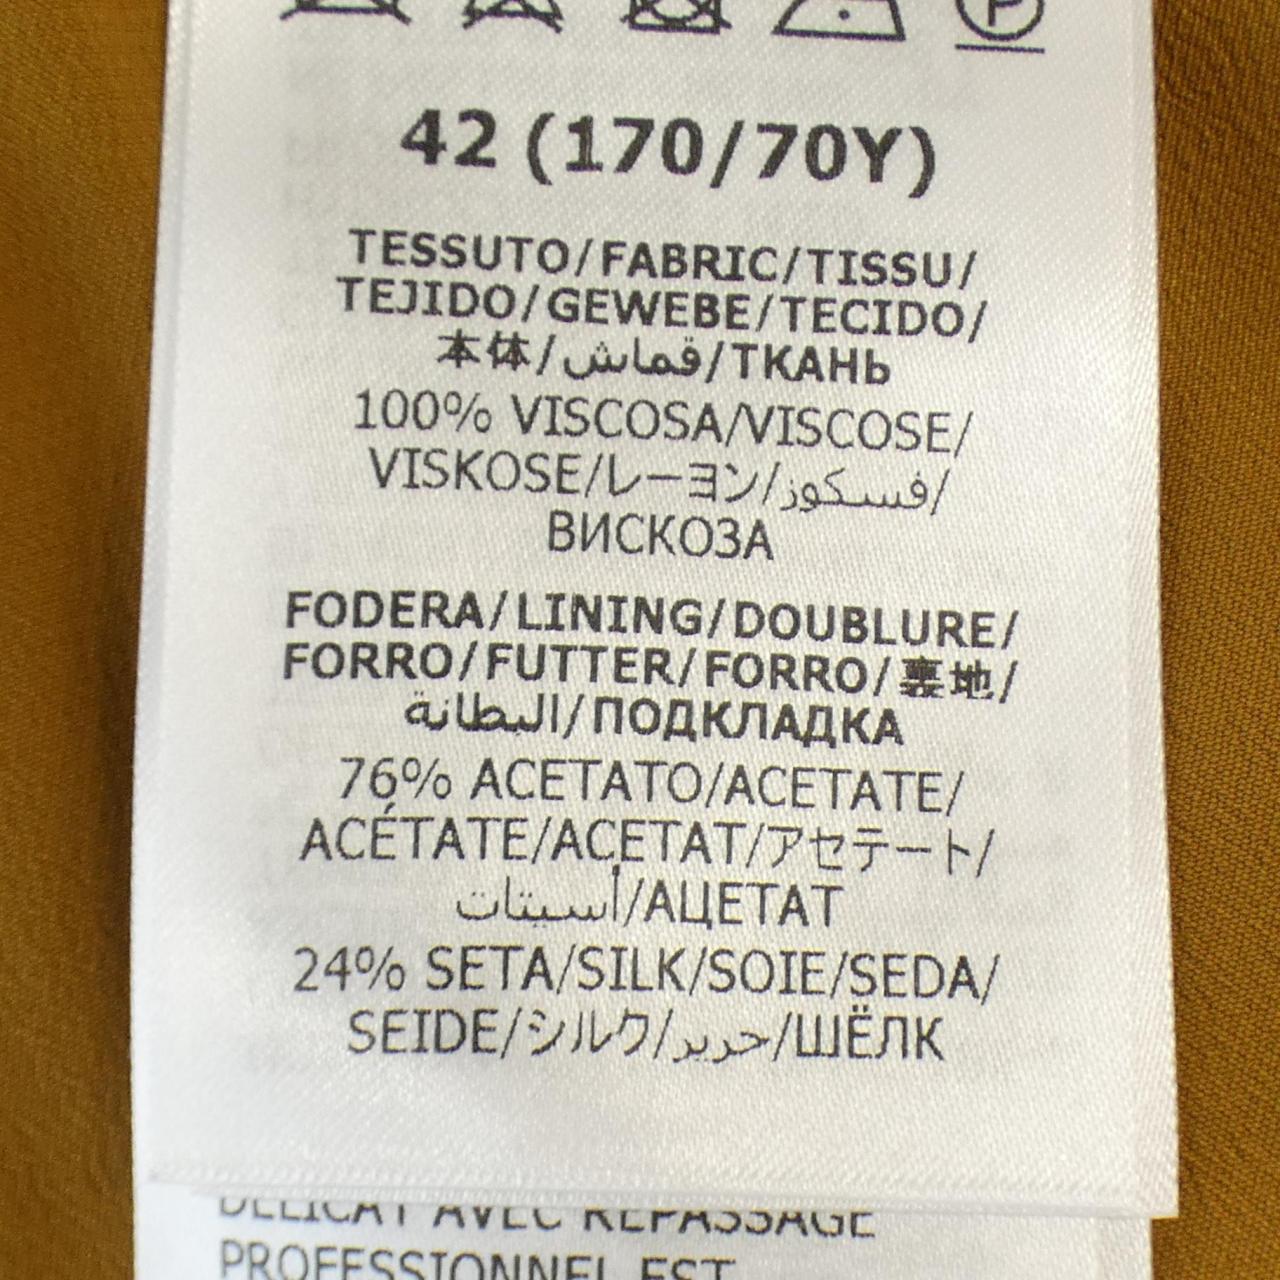 42 (170/70Y)
TESSUTO/FABRIC/TISSU/
TEJIDO/GEWEBE/TECIDO/
本体/قماش/ТКАНЬ
100% VISCOSA/VISCOSE/
VISKOSE/レーヨン/فسكوز/
ВИСКОЗА
FODERA/LINING/DOUBLURE/
FORRO/FUTTER/FORRO/裏地/
البطانة/ПОДКЛАДКА
76% ACETATO/ACETATE/
ACÉTATE/ACETAT/アセテート/
أسيتات/АЦЕТАТ
24% SETA/SILK/SOIE/SEDA/
SEIDE/シルク/حرير/ШЁЛК
DELICAT AVEC REPASSAGE
PROFESSIONNEL EST